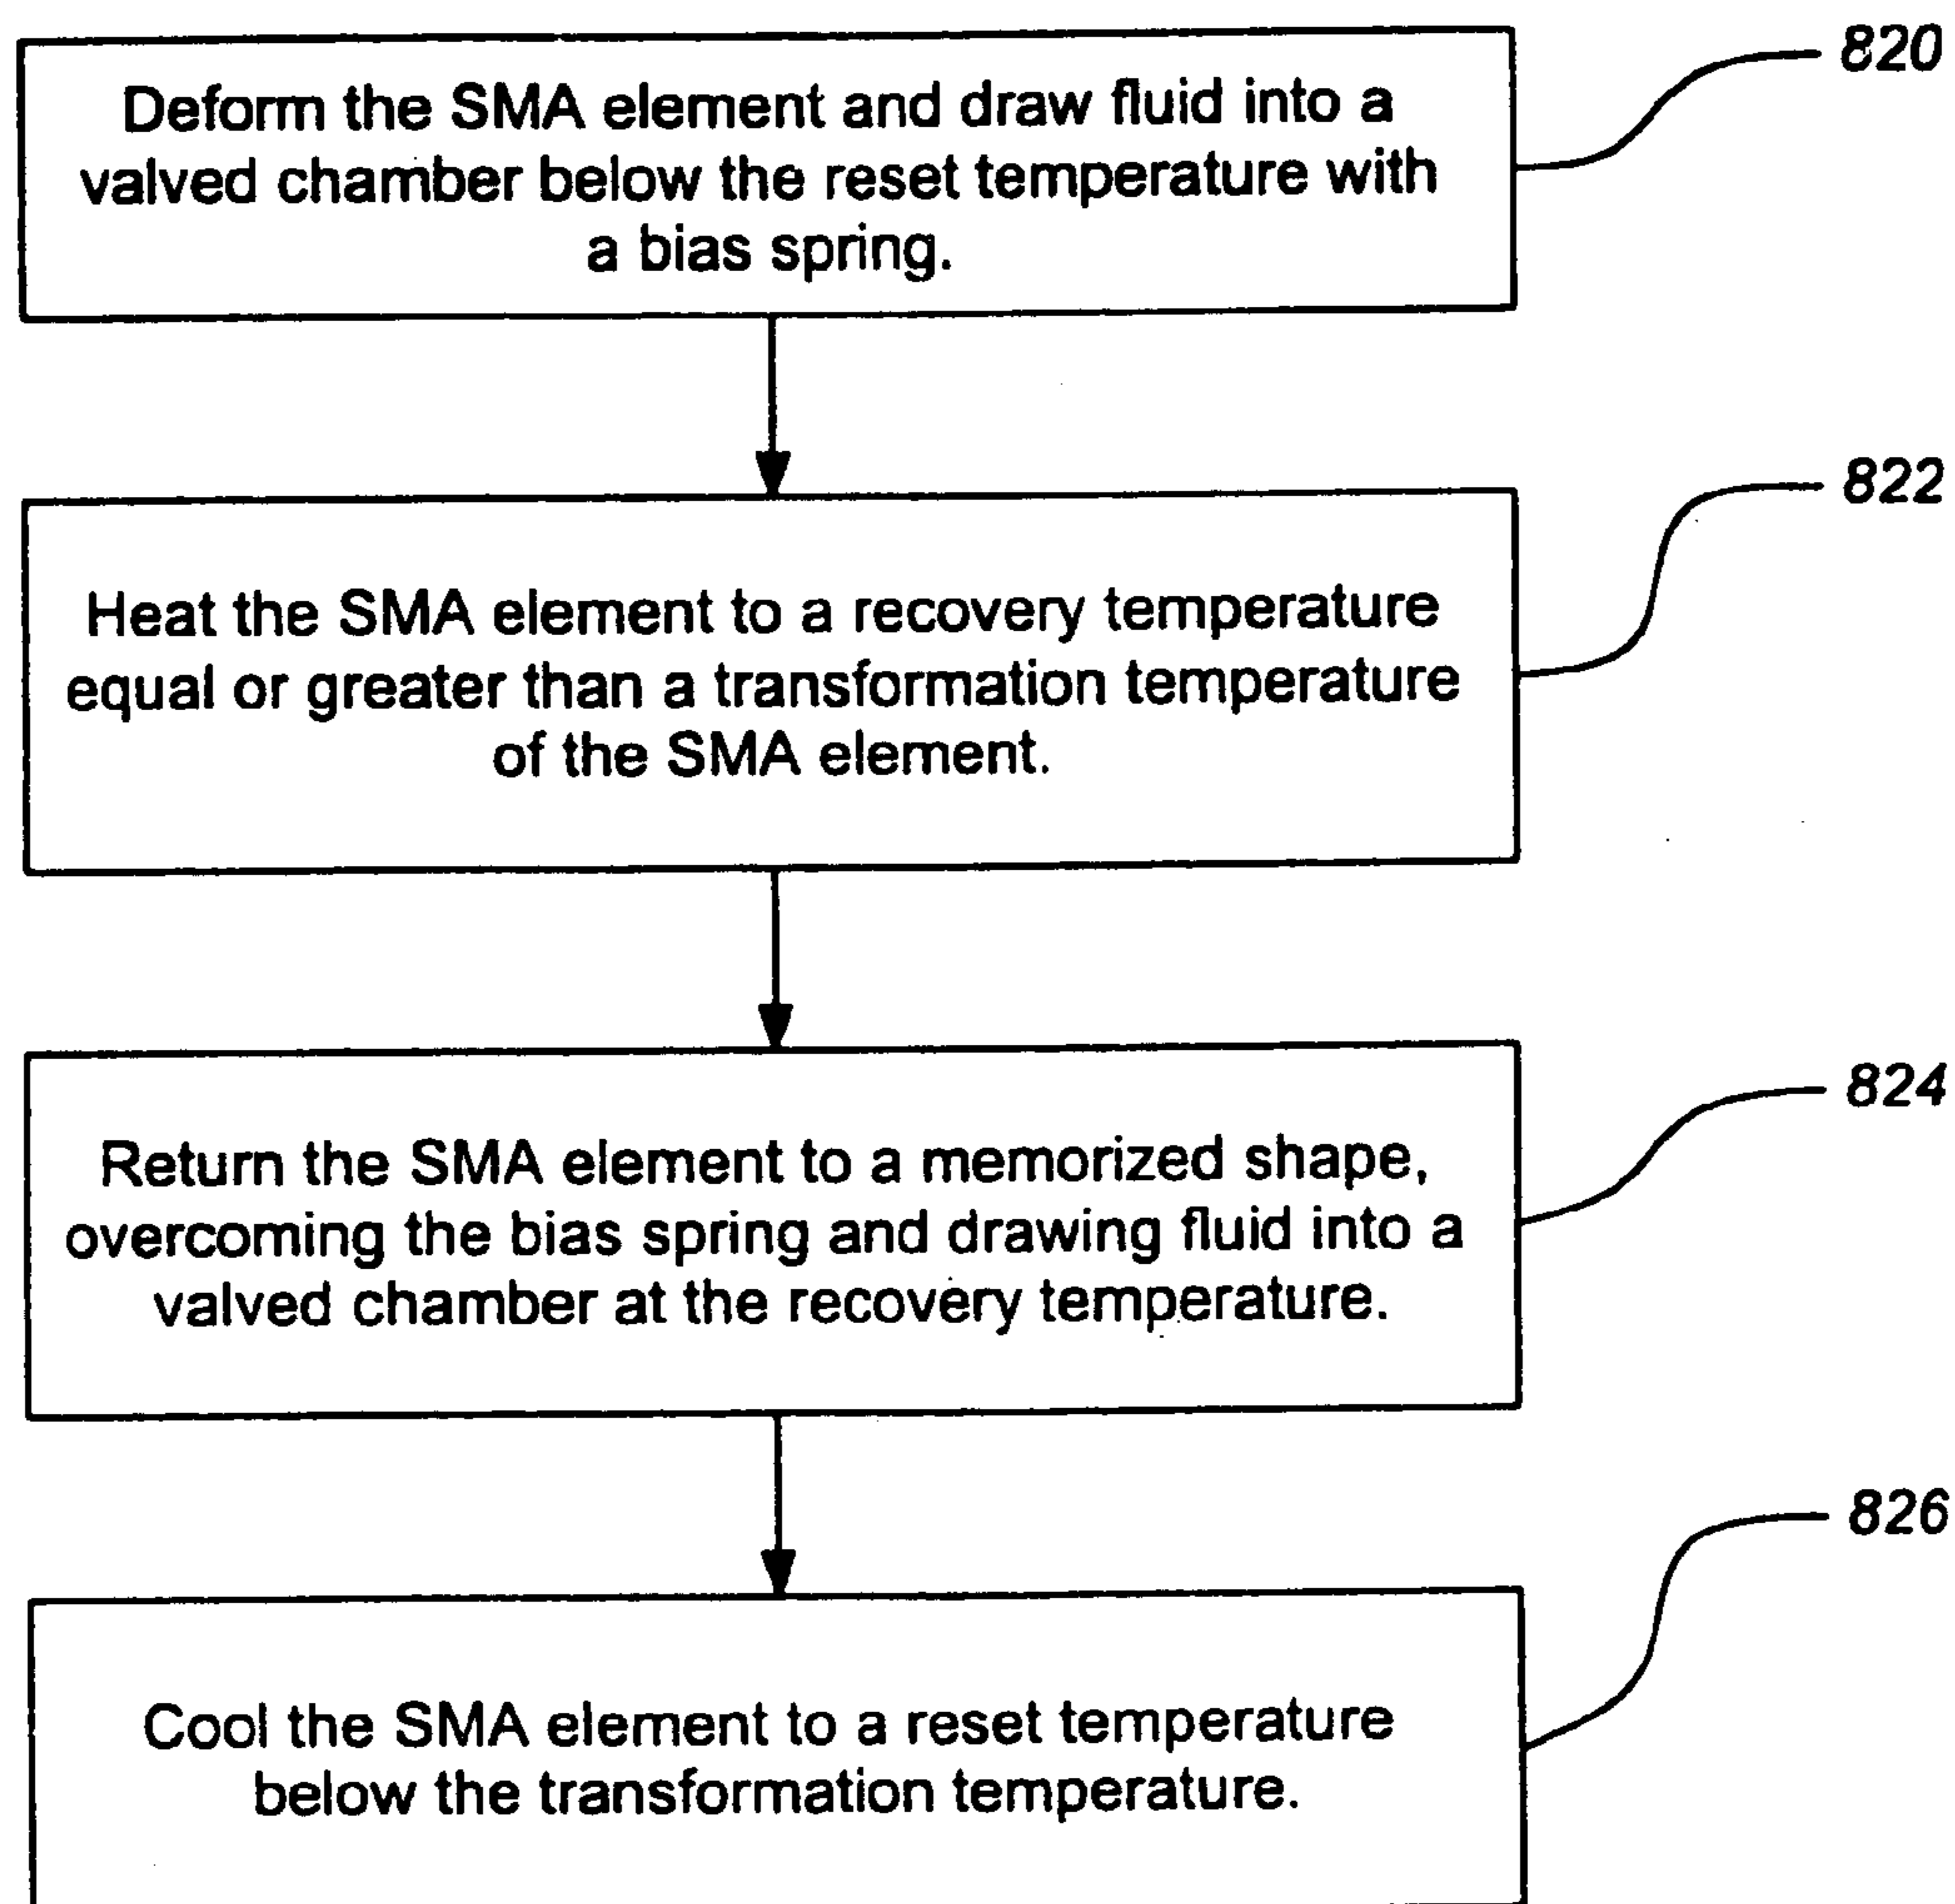 820
Deform the SMA element and draw fluid into a
valved chamber below the reset temperature with
a bias spring.
822
Heat the SMA element to a recovery temperature
equal or greater than a transformation temperature
of the SMA element.
824
Return the SMA element to a memorized shape,
overcoming the bias spring and drawing fluid into a
valved chamber at the recovery temperature.
826
Cool the SMA element to a reset temperature
below the transformation temperature.